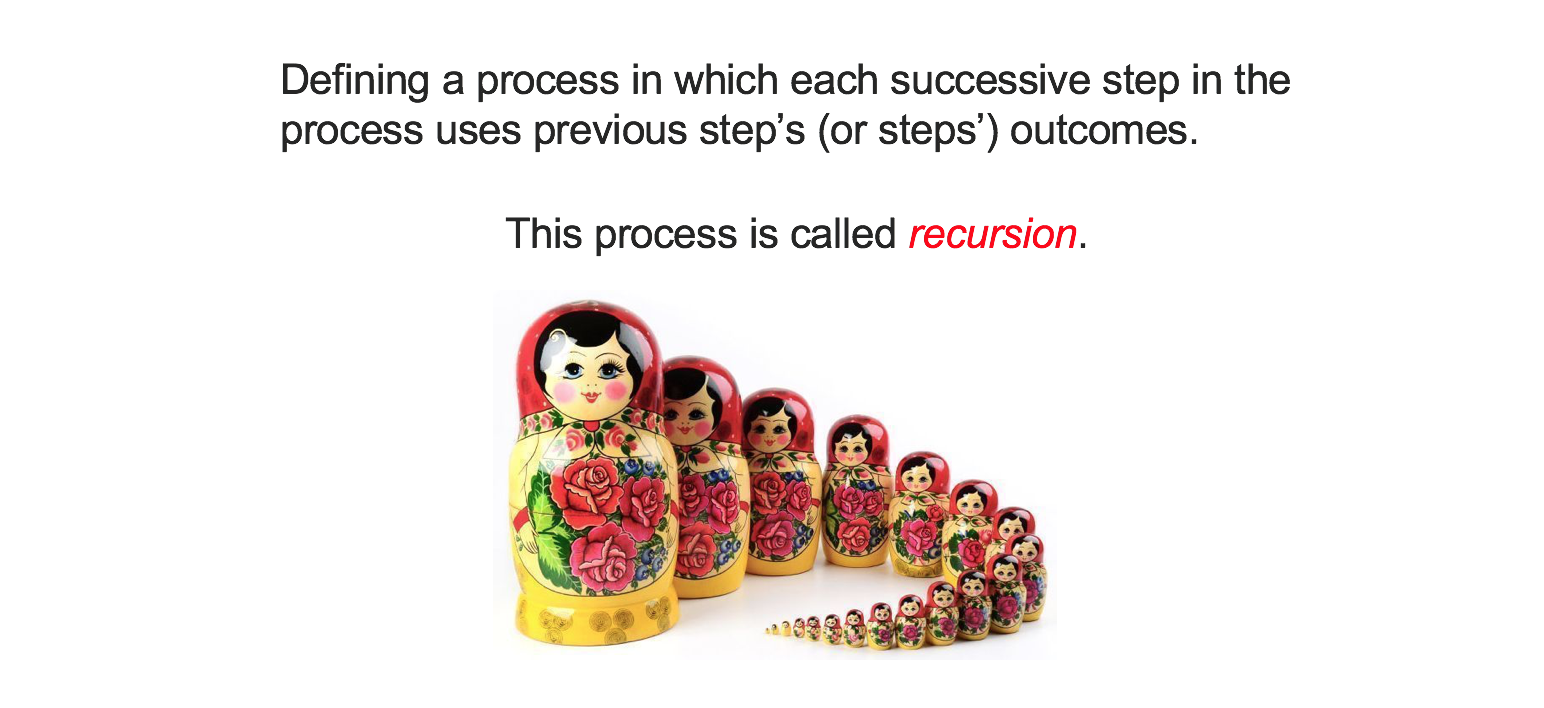 Defining a process in which each successive step in the
process uses previous step’s (or steps’) outcomes.
This process is called recursion.